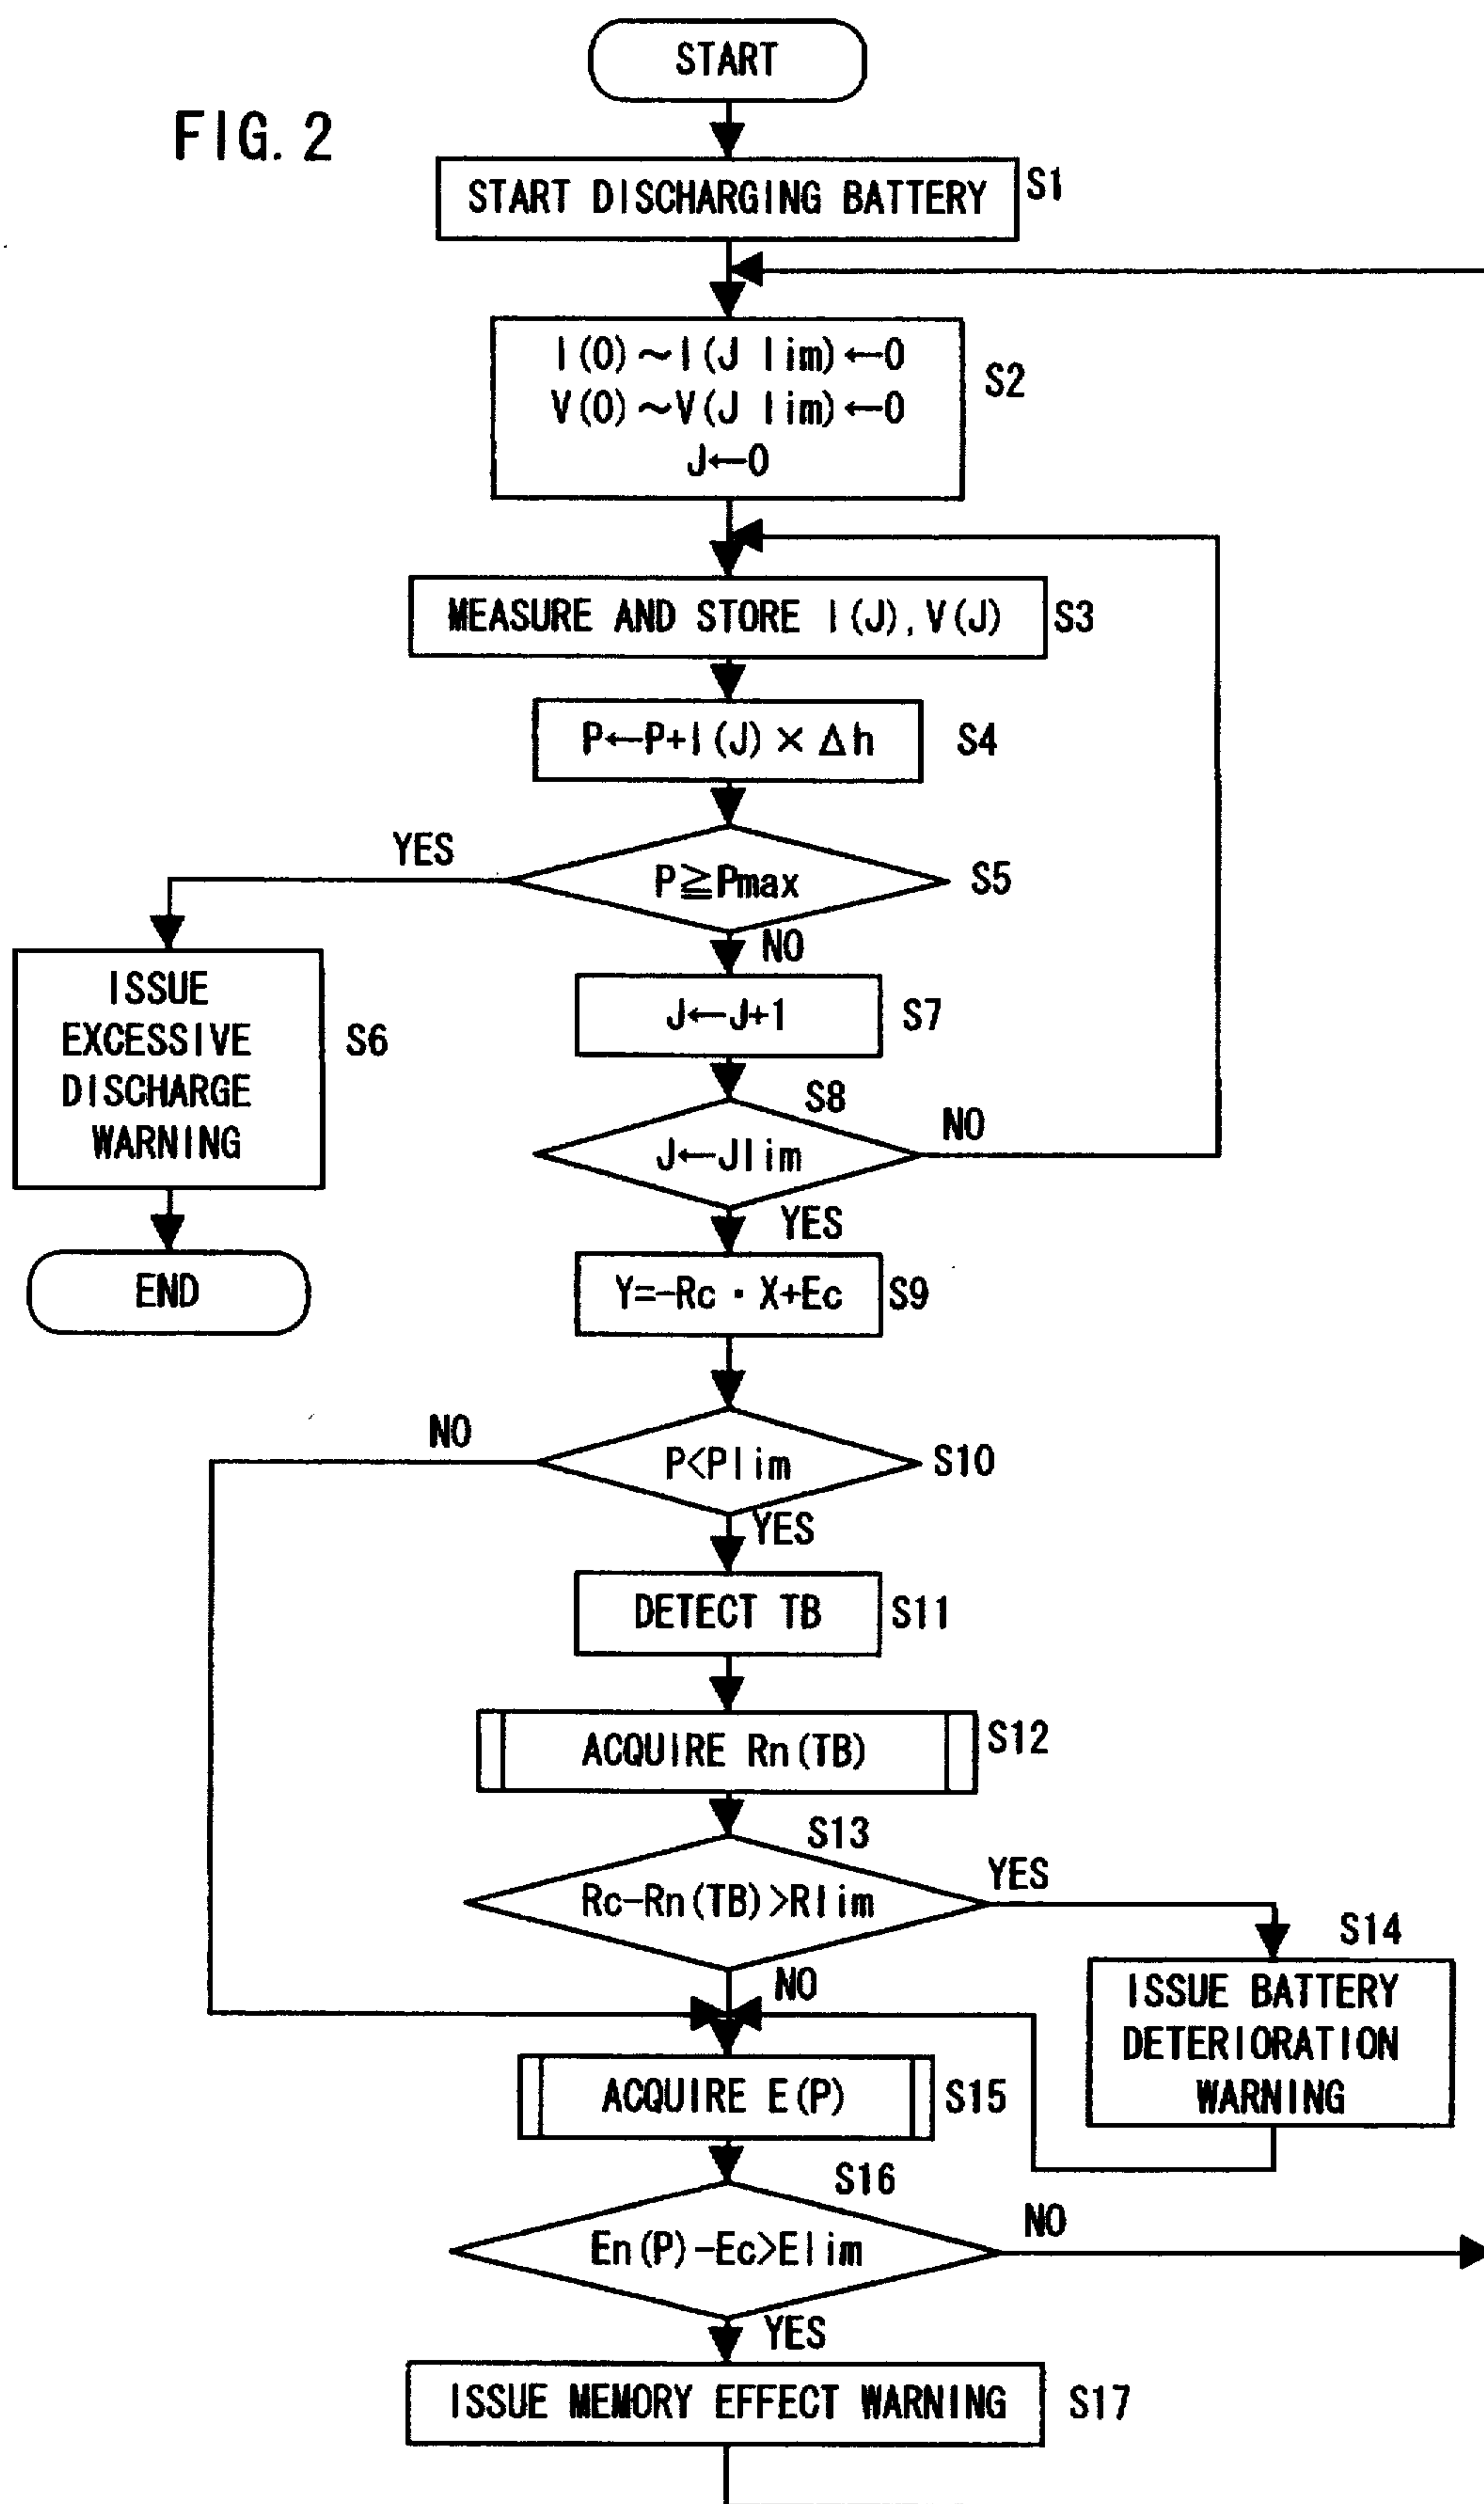 START
FIG. 2
START DISCHARGING BATTERY
S1
I(0)~I(J lim)←0
V(0)~V(J lim)←0
J←0
S2
MEASURE AND STORE I(J), V(J)
S3
P←P+I(J)×Δh
S4
YES
P≧Pmax
S5
NO
ISSUE
EXCESSIVE
DISCHARGE
WARNING
S6
J←J+1
S7
S8
J←Jlim
NO
YES
END
Y=-Rc・X+Ec
S9
NO
P<Plim
S10
YES
DETECT TB
S11
ACQUIRE Rn(TB)
S12
S13
Rc-Rn(TB)>Rlim
YES
NO
S14
ISSUE BATTERY
DETERIORATION
WARNING
ACQUIRE E(P)
S15
S16
En(P)-Ec>Elim
NO
YES
ISSUE MEMORY EFFECT WARNING
S17